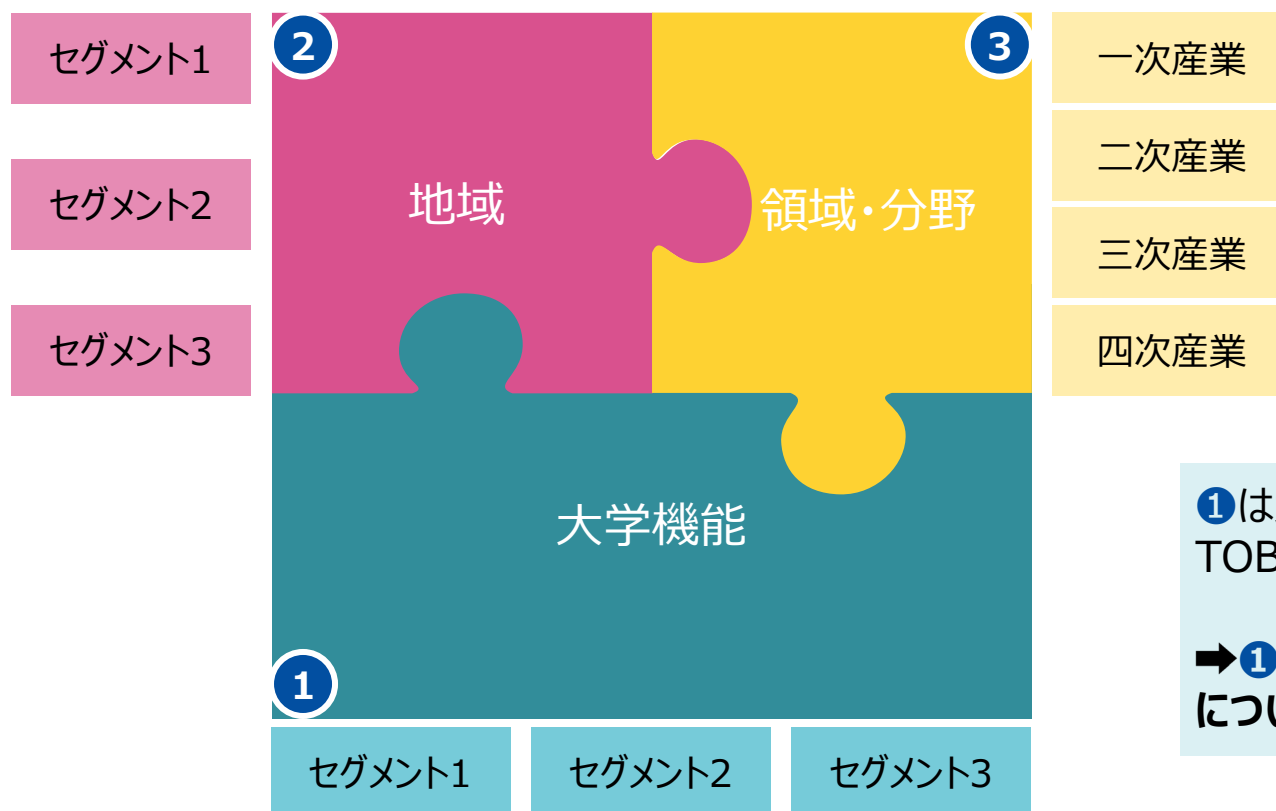 セグメント1
セグメント2
セグメント3
2
3
地域
領域・分野
一次産業
二次産業
三次産業
四次産業
大学機能
1
セグメント1
セグメント2
セグメント3
❶は
TOB
➡❶
につい